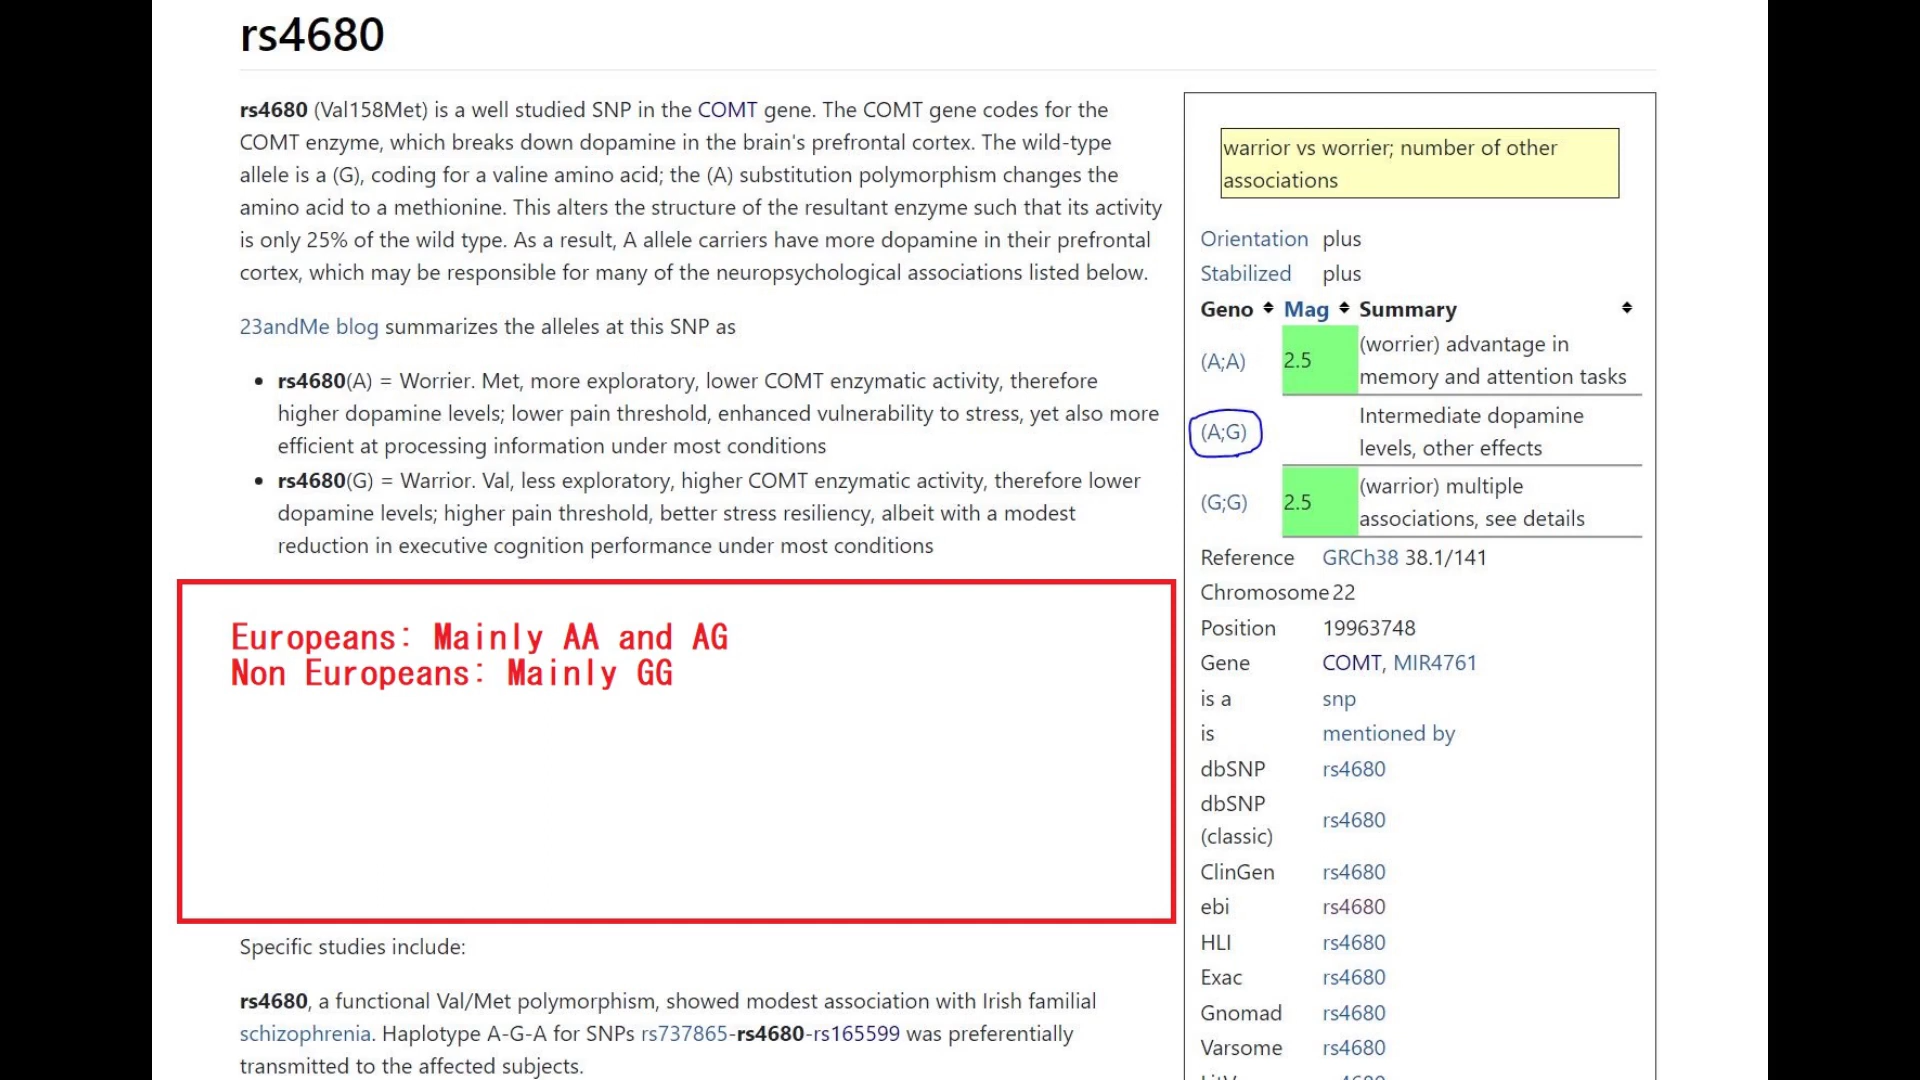 rs4680
rs4680 (Val158Met) is a well studied SNP in the COMT gene. The COMT gene codes for the
COMT enzyme, which breaks down dopamine in the brain's prefrontal cortex. The wild-type
allele is a (G), coding for a valine amino acid; the (A) substitution polymorphism changes the
amino acid to a methionine. This alters the structure of the resultant enzyme such that its activity
is only 25% of the wild type. As a result, A allele carriers have more dopamine in their prefrontal
cortex, which may be responsible for many of the neuropsychological associations listed below.
23andMe blog summarizes the alleles at this SNP as
• rs4680(A) = Worrier. Met, more exploratory, lower COMT enzymatic activity, therefore
higher dopamine levels; lower pain threshold, enhanced vulnerability to stress, yet also more
efficient at processing information under most conditions
• rs4680(G) = Warrior. Val, less exploratory, higher COMT enzymatic activity, therefore lower
dopamine levels; higher pain threshold, better stress resiliency, albeit with a modest
reduction in executive cognition performance under most conditions
Europeans: Mainly AA and AG
Non Europeans: Mainly GG
Specific studies include:
rs4680, a functional Val/Met polymorphism, showed modest association with Irish familial
schizophrenia. Haplotype A-G-A for SNPs rs737865-rs4680-rs165599 was preferentially
transmitted to the affected subjects.
warrior vs worrier; number of other
associations
Orientation plus
Stabilized plus
Geno Mag Summary
(A;A) 2.5 (worrier) advantage in
memory and attention tasks
(A;G) Intermediate dopamine
levels, other effects
(G;G) 2.5 (warrior) multiple
associations, see details
Reference GRCh38 38.1/141
Chromosome 22
Position 19963748
Gene COMT, MIR4761
is a snp
is mentioned by
dbSNP rs4680
dbSNP
(classic) rs4680
ClinGen rs4680
ebi rs4680
HLI rs4680
Exac rs4680
Gnomad rs4680
Varsome rs4680